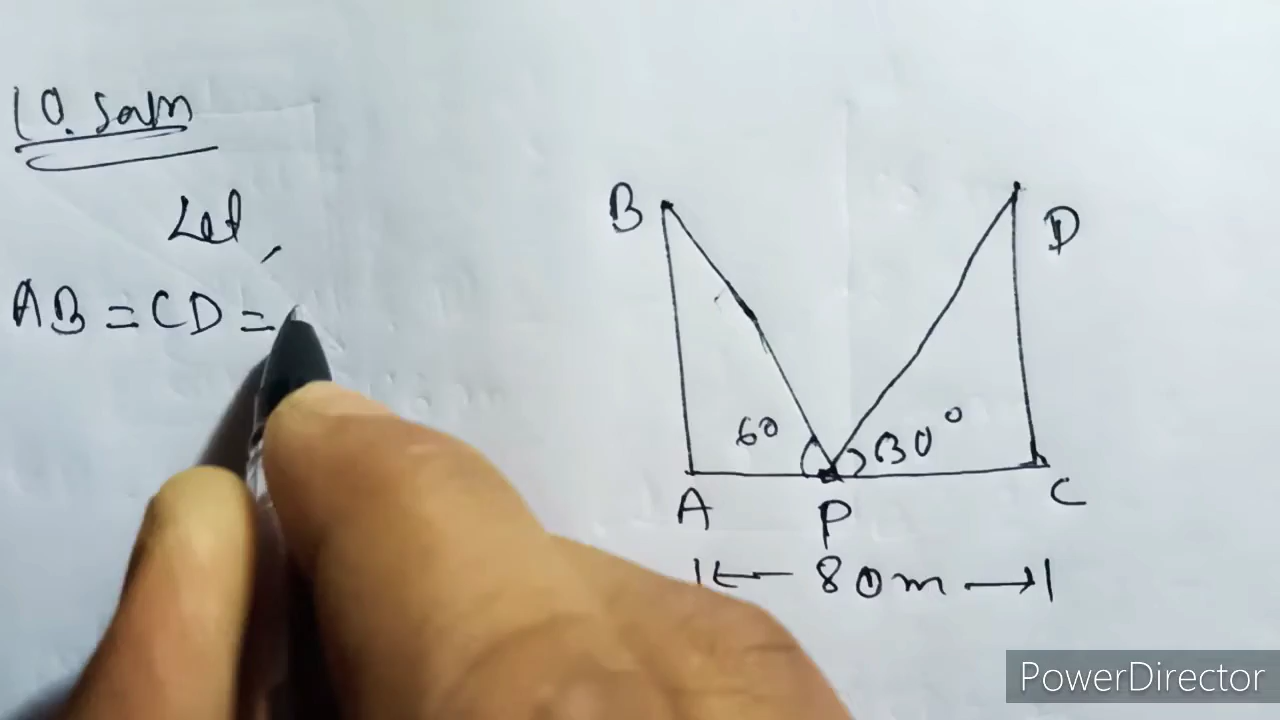 10. Soln
Let,
AB = CD =
B
D
60
30°
A
P
C
80m
PowerDirector